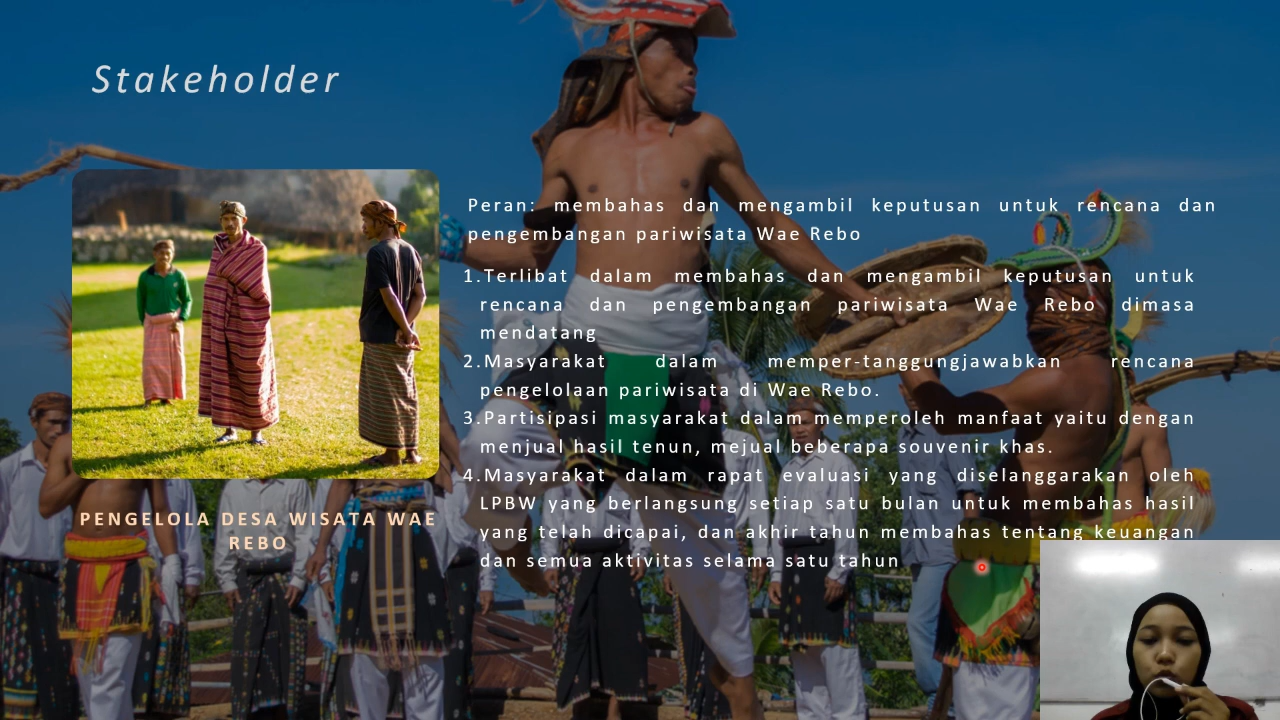 Stakeholder
Peran: membahas dan mengambil keputusan untuk rencana dan
pengembangan pariwisata Wae Rebo
1.Terlibat dalam membahas dan mengambil keputusan untuk
rencana dan pengembangan pariwisata Wae Rebo dimasa
mendatang
2.Masyarakat dalam memper-tanggungjawabkan rencana
pengelolaan pariwisata di Wae Rebo.
3.Partisipasi masyarakat dalam memperoleh manfaat yaitu dengan
menjual hasil tenun, mejual beberapa souvenir khas.
4.Masyarakat dalam rapat evaluasi yang diselanggarakan oleh
LPBW yang berlangsung setiap satu bulan untuk membahas hasil
yang telah dicapai, dan akhir tahun membahas tentang keuangan
dan semua aktivitas selama satu tahun
PENGELOLA DESA WISATA WAE
REBO